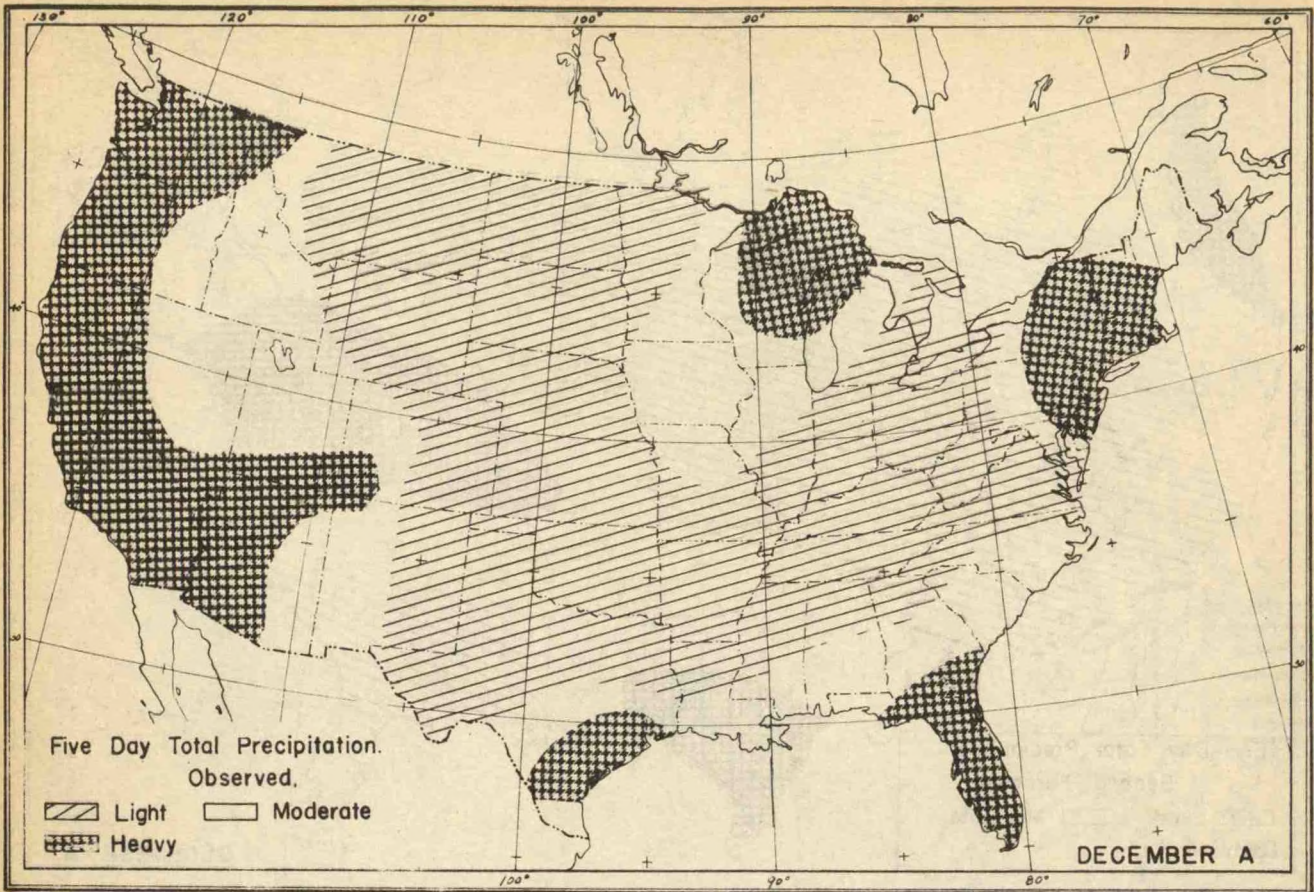 130° 120° 110° 100° 90° 80° 70° 60°
40° 40
30 30
Five Day Total Precipitation.
Observed.
Light Moderate
Heavy
DECEMBER A
100° 90° 80°